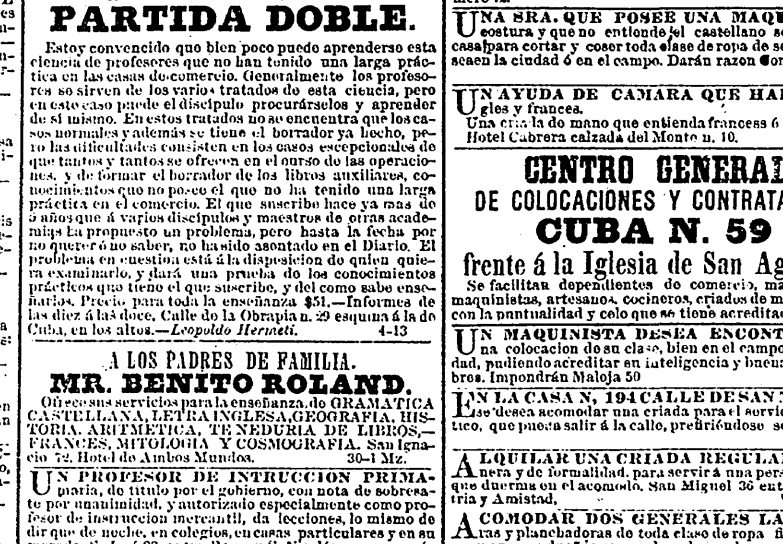 PARTIDA DOBLE.
Estoy convencido que bien poco puede aprenderse esta
ciencia de profesores que no han tenido una larga prác-
tica en las casas de comercio. Generalmente los profeso-
res se sirven de los varios tratados de esta ciencia, pero
en este caso puede el discípulo procurárselos y aprender
de sí mismo. En estos tratados no se encuentra que los ca-
sos normales y además se tiene el borrador ya hecho, pe-
ro las dificultades consisten en los casos excepcionales de
que tantos y tantos se ofrecen en el curso de las operacio-
nes, y de formar el borrador de los libros auxiliares, co-
nocimientos que no posee el que no ha tenido una larga
práctica en el comercio. El que suscribe hace ya mas de
5 años que á varios discípulos y maestros de otras acade-
mias ha propuesto un problema, pero hasta la fecha por
no querer ó no saber, no ha sido asentado en el Diario. El
problema en cuestion está á la disposicion de quien quie-
ra examinarlo, y dará una prueba de los conocimientos
prácticos que tiene el que suscribe, y del como sabe ense-
ñarlos. Precio para toda la enseñanza $51.—Informes de
las diez á las doce, Calle de la Obrapia n. 29 esquina á la de
Cuba, en los altos.—Leopoldo Hermeti. 4-13
A LOS PADRES DE FAMILIA.
MR. BENITO ROLAND.
Ofrece sus servicios para la enseñanza, de GRAMATICA
CASTELLANA, LETRA INGLESA, GEOGRAFIA, HIS-
TORIA, ARITMETICA, TENEDURIA DE LIBROS,—
FRANCES, MITOLOGIA Y COSMOGRAFIA. San Igna-
cio 72, Hotel de Ambos Mundos. 30-1 Mz.
UN PROFESOR DE INTRUCCION PRIMA-
maria, de título por el gobierno, con nota de sobresa-
te por unanimidad, y autorizado especialmente como pro-
fesor de instruccion mercantil, da lecciones, lo mismo de
dir que de noche, en colegios, en casas particulares y en su
UNA SRA. QUE POSEE UNA MAQU
costura y que no entiende el castellano s
casa para cortar y coser toda clase de ropa de s
sean la ciudad ó en el campo. Darán razon
UN AYUDA DE CAMARA QUE HA
gles y frances.
Una criada de mano que entienda frances ó
Hotel Cabrera calzada del Monte n. 10.
CENTRO GENERAL
DE COLOCACIONES Y CONTRATA
CUBA N. 59
frente á la Iglesia de San Ag
Se facilitan dependientes de comercio, ma
maquinistas, artesanos, cocineros, criados de m
con la puntualidad y celo que se tiene acredita
UN MAQUINISTA DESEA ENCONT
na colocacion de su clase, bien en el campo
dad, pudiendo acreditar su inteligencia y buena
bres. Impondrán Maloja 50
EN LA CASA N, 194 CALLE DE SAN
se desea acomodar una criada para el servi
tico, que pueda salir á la calle, prefiriéndose s
ALQUILAR UNA CRIADA REGULA
nera y de formalidad, para servir á una per
que duerma en el acomodo. San Miguel 36 ent
tria y Amistad,
ACOMODAR DOS GENERALES LA
ras y planchadoras de toda clase de ropa